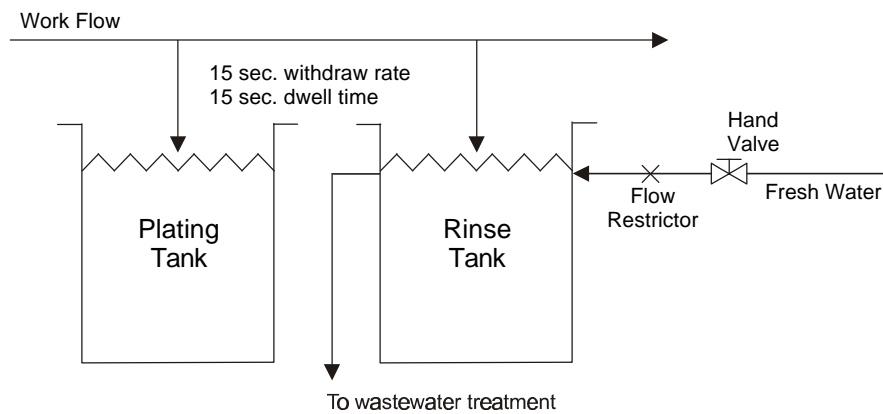 Work Flow
15 sec. withdraw rate
15 sec. dwell time
Hand
Valve
Fresh Water
Flow
Restrictor
Plating
Tank
Rinse
Tank
To wastewater treatment